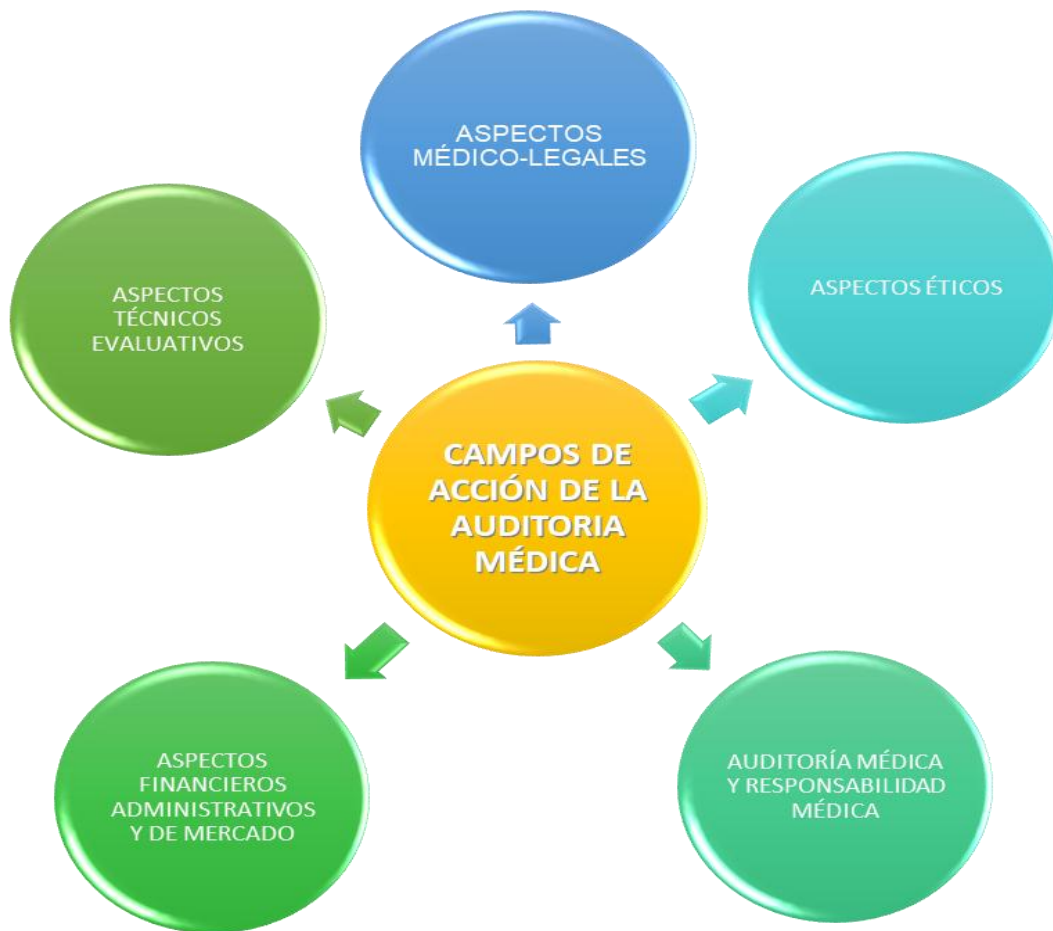 ASPECTOS
MÉDICO-LEGALES
ASPECTOS ÉTICOS
ASPECTOS
TÉCNICOS
EVALUATIVOS
CAMPOS DE
ACCIÓN DE LA
AUDITORIA
MÉDICA
AUDITORÍA MÉDICA
Y RESPONSABILIDAD
MÉDICA
ASPECTOS
FINANCIEROS
ADMINISTRATIVOS
Y DE MERCADO